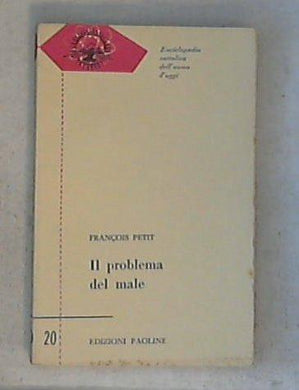 Enciclopedia
cattolica
dell'uomo
d'oggi
FRANÇOIS PETIT
Il problema
del male
20
EDIZIONI PAOLINE